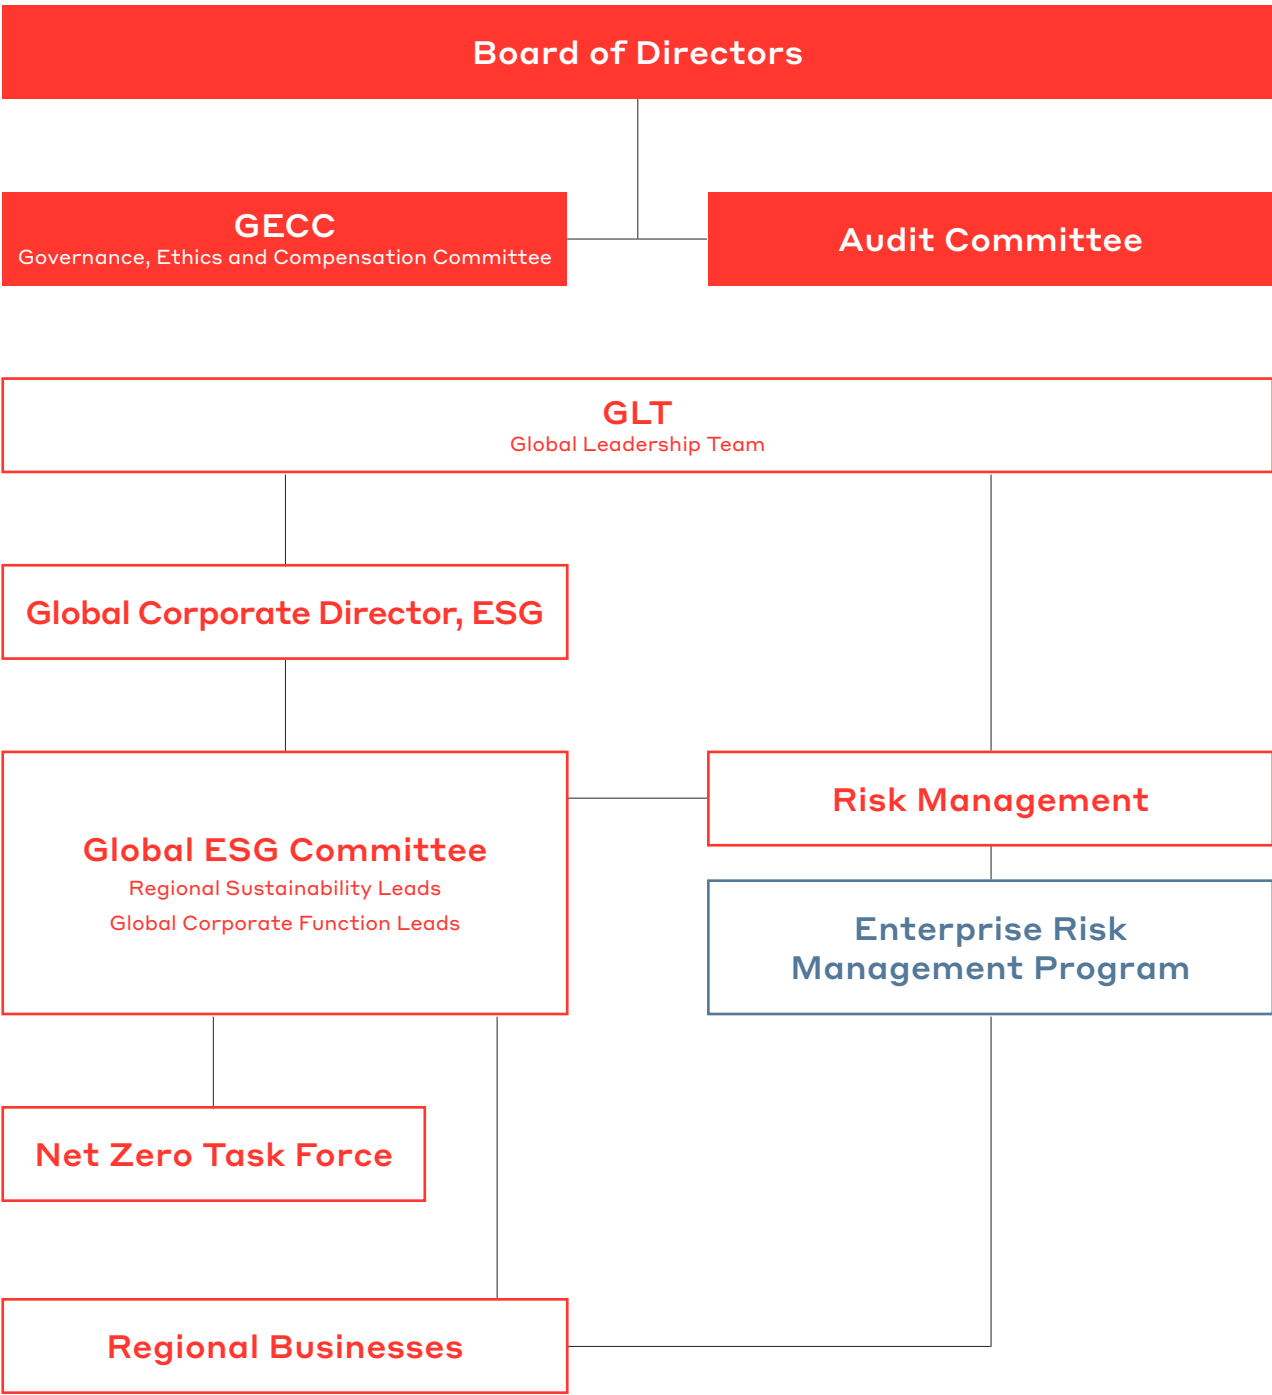 Board of Directors
GECC
Governance, Ethics and Compensation Committee
Audit Committee
GLT
Global Leadership Team
Global Corporate Director, ESG
Global ESG Committee
Regional Sustainability Leads
Global Corporate Function Leads
Risk Management
Enterprise Risk
Management Program
Net Zero Task Force
Regional Businesses